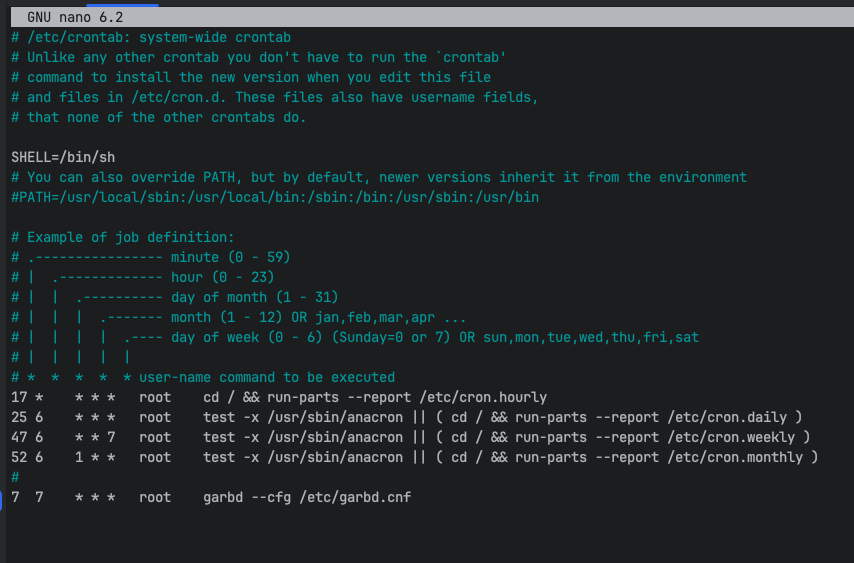 GNU nano 6.2
# /etc/crontab: system-wide crontab
# Unlike any other crontab you don't have to run the `crontab'
# command to install the new version when you edit this file
# and files in /etc/cron.d. These files also have username fields,
# that none of the other crontabs do.

SHELL=/bin/sh
# You can also override PATH, but by default, newer versions inherit it from the environment
#PATH=/usr/local/sbin:/usr/local/bin:/sbin:/bin:/usr/sbin:/usr/bin

# Example of job definition:
# .---------------- minute (0 - 59)
# |  .------------- hour (0 - 23)
# |  |  .---------- day of month (1 - 31)
# |  |  |  .------- month (1 - 12) OR jan,feb,mar,apr ...
# |  |  |  |  .---- day of week (0 - 6) (Sunday=0 or 7) OR sun,mon,tue,wed,thu,fri,sat
# |  |  |  |  |
# *  *  *  *  * user-name command to be executed
17 *    * * *   root    cd / && run-parts --report /etc/cron.hourly
25 6    * * *   root    test -x /usr/sbin/anacron || ( cd / && run-parts --report /etc/cron.daily )
47 6    * * 7   root    test -x /usr/sbin/anacron || ( cd / && run-parts --report /etc/cron.weekly )
52 6    1 * *   root    test -x /usr/sbin/anacron || ( cd / && run-parts --report /etc/cron.monthly )
#
7  7    * * *   root    garbd --cfg /etc/garbd.cnf